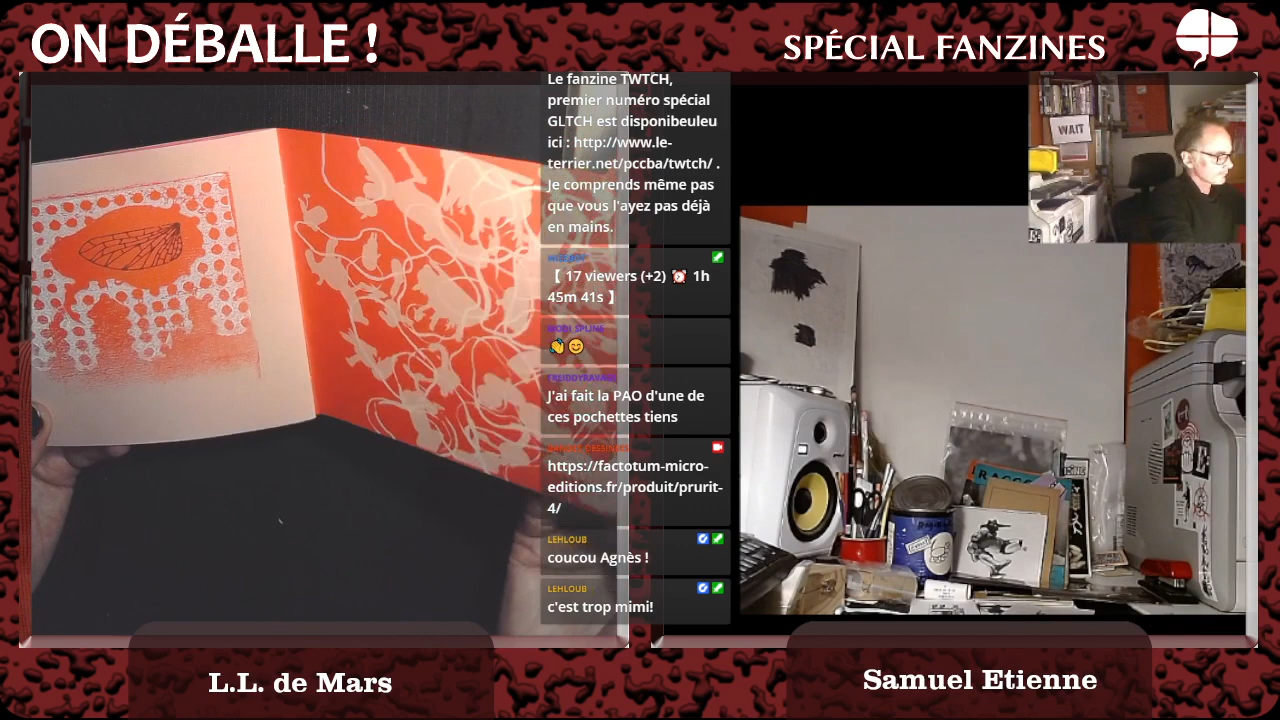 ON DÉBALLE !
SPÉCIAL FANZINES
Le fanzine TWTCH,
premier numéro spécial
GLTCH est disponibeuleu
ici : http://www.le-
terrier.net/pccba/twtch/ .
Je comprends même pas
que vous l'ayez pas déjà
en mains.
【 17 viewers (+2) ⏰ 1h
45m 41s 】
👏😊
J'ai fait la PAO d'une de
ces pochettes tiens
https://factotum-micro-
editions.fr/produit/prurit-
4/
LEHLOUB
coucou Agnès !
LEHLOUB
c'est trop mimi!
WAIT
L.L. de Mars
Samuel Etienne